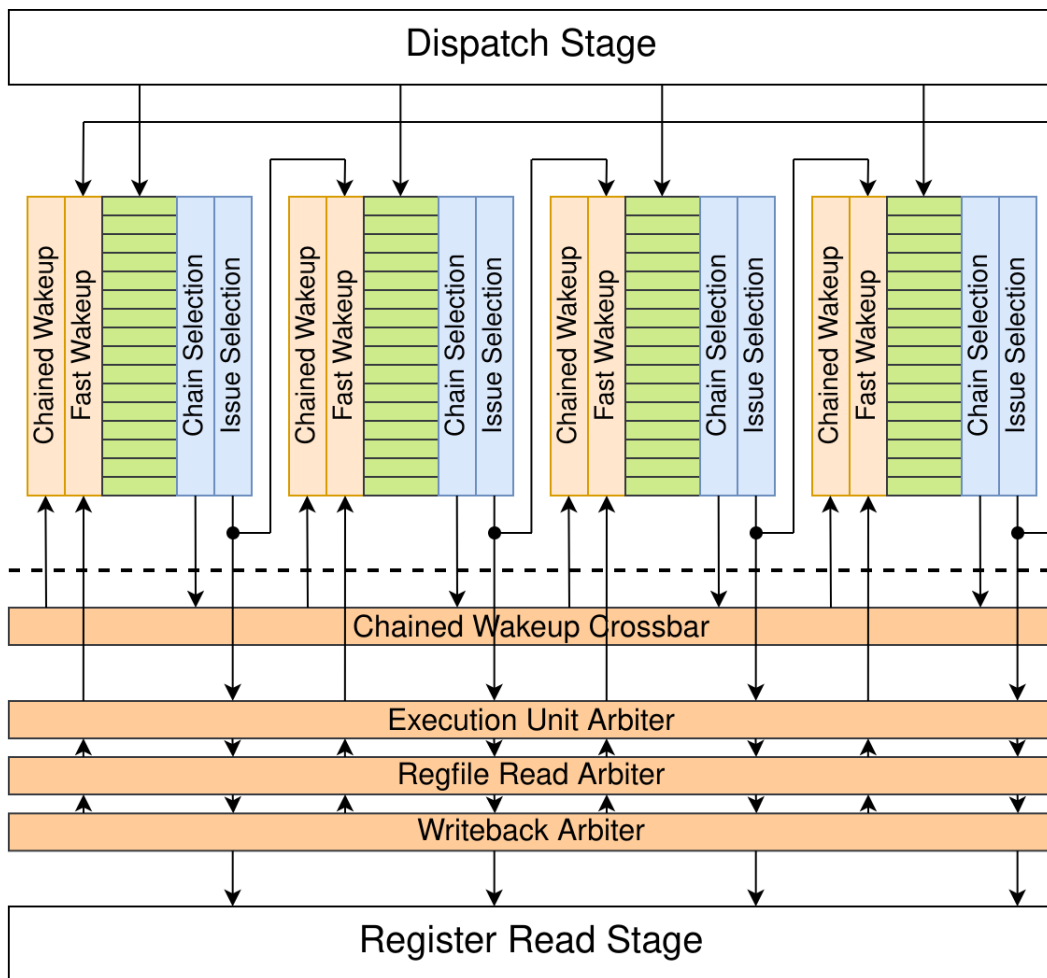 Dispatch Stage
Chained Wakeup
Fast Wakeup
Chain Selection
Issue Selection
Chained Wakeup
Fast Wakeup
Chain Selection
Issue Selection
Chained Wakeup
Fast Wakeup
Chain Selection
Issue Selection
Chained Wakeup
Fast Wakeup
Chain Selection
Issue Selection
Chained Wakeup Crossbar
Execution Unit Arbiter
Regfile Read Arbiter
Writeback Arbiter
Register Read Stage